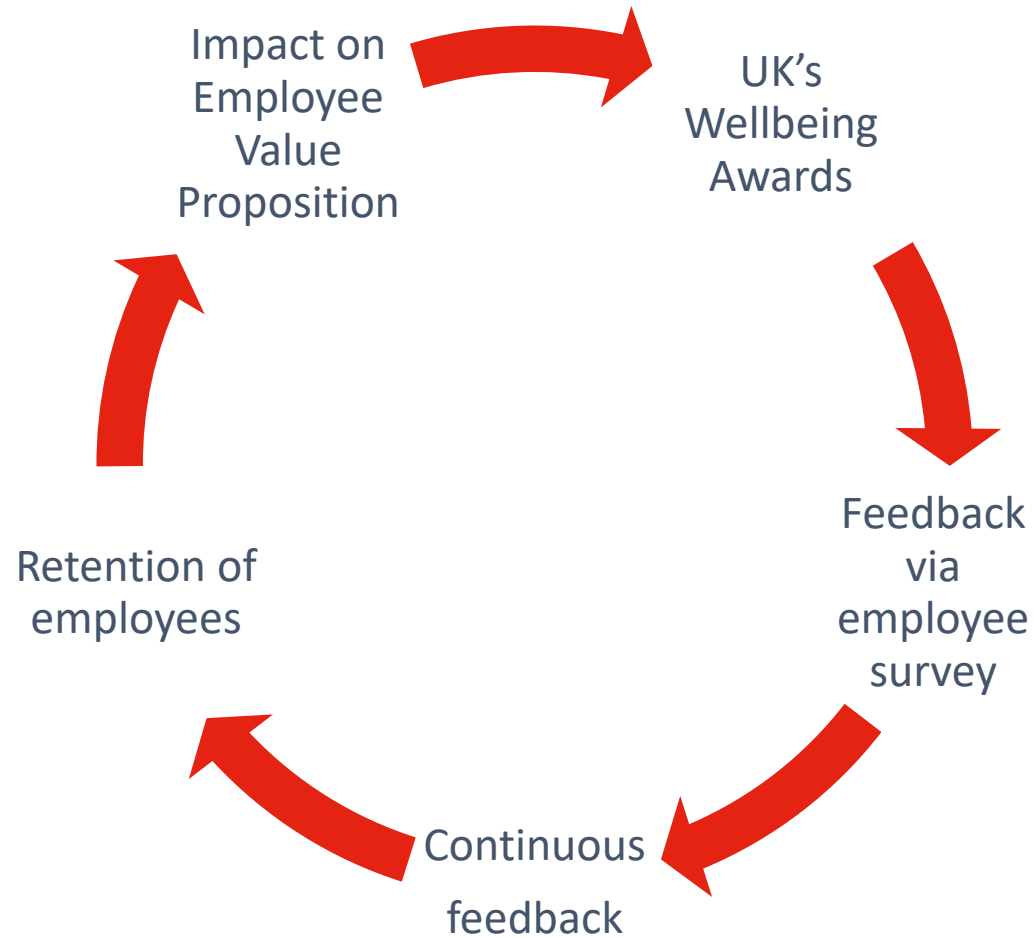 Impact on
Employee
Value
Proposition
UK’s
Wellbeing
Awards
Feedback
via
employee
survey
Continuous
feedback
Retention of
employees